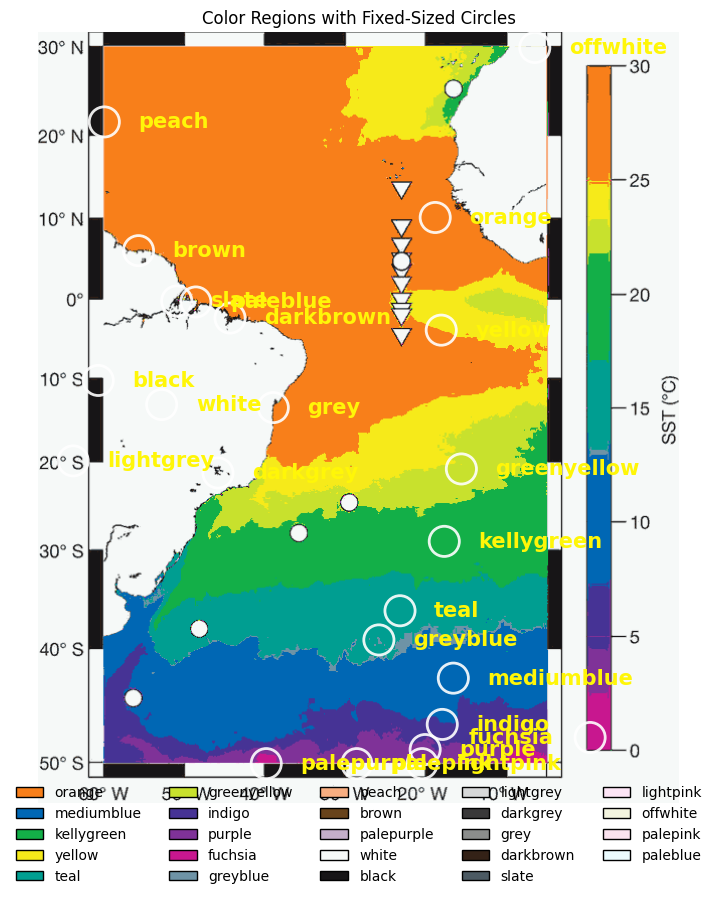 Color Regions with Fixed-Sized Circles
30° N
20° N
10° N
0°
10° S
20° S
30° S
40° S
50° S
60° W
50° W
40° W
30° W
20° W
10° W
offwhite
peach
orange
brown
slate
paleblue
darkbrown
yellow
black
white
grey
lightgrey
darkgrey
greenyellow
kellygreen
teal
greyblue
mediumblue
indigo
fuchsia
purple
palepurple
palepink
lightpink
30
25
20
15
10
5
0
SST (°C)
orange
greenyellow
peach
lightgrey
lightpink
mediumblue
indigo
brown
darkgrey
offwhite
kellygreen
purple
palepurple
grey
palepink
yellow
fuchsia
white
darkbrown
paleblue
teal
greyblue
black
slate